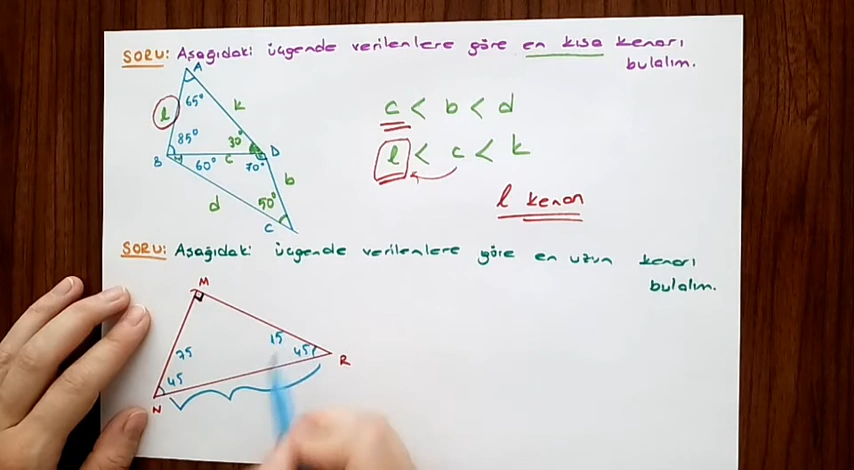 SORU: Aşağıdaki üçgende verilenlere göre en kısa kenarı
bulalım.
A
65°
k
l
c < b < d
85°
30°
B
60°
c
70°
D
l < c < k
b
50°
d
C
l kenarı
SORU: Aşağıdaki üçgende verilenlere göre en uzun kenarı
bulalım.
M
75
15
45
R
45
N